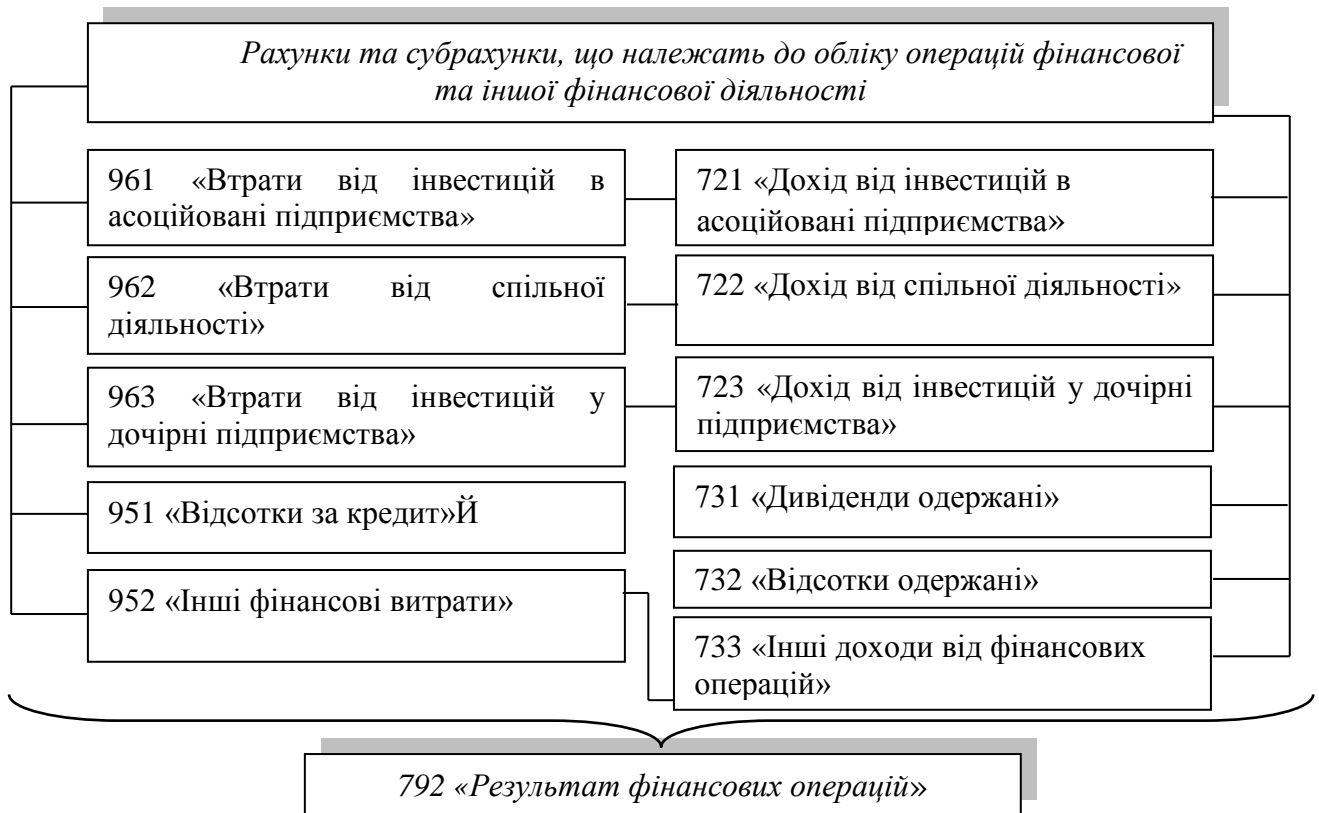 Рахунки та субрахунки, що належать до обліку операцій фінансової
та іншої фінансової діяльності
961 «Втрати від інвестицій в
асоційовані підприємства»
721 «Дохід від інвестицій в
асоційовані підприємства»
962 «Втрати від спільної
діяльності»
722 «Дохід від спільної діяльності»
963 «Втрати від інвестицій у
дочірні підприємства»
723 «Дохід від інвестицій у дочірні
підприємства»
951 «Відсотки за кредит»Й
731 «Дивіденди одержані»
952 «Інші фінансові витрати»
732 «Відсотки одержані»
733 «Інші доходи від фінансових
операцій»
792 «Результат фінансових операцій»